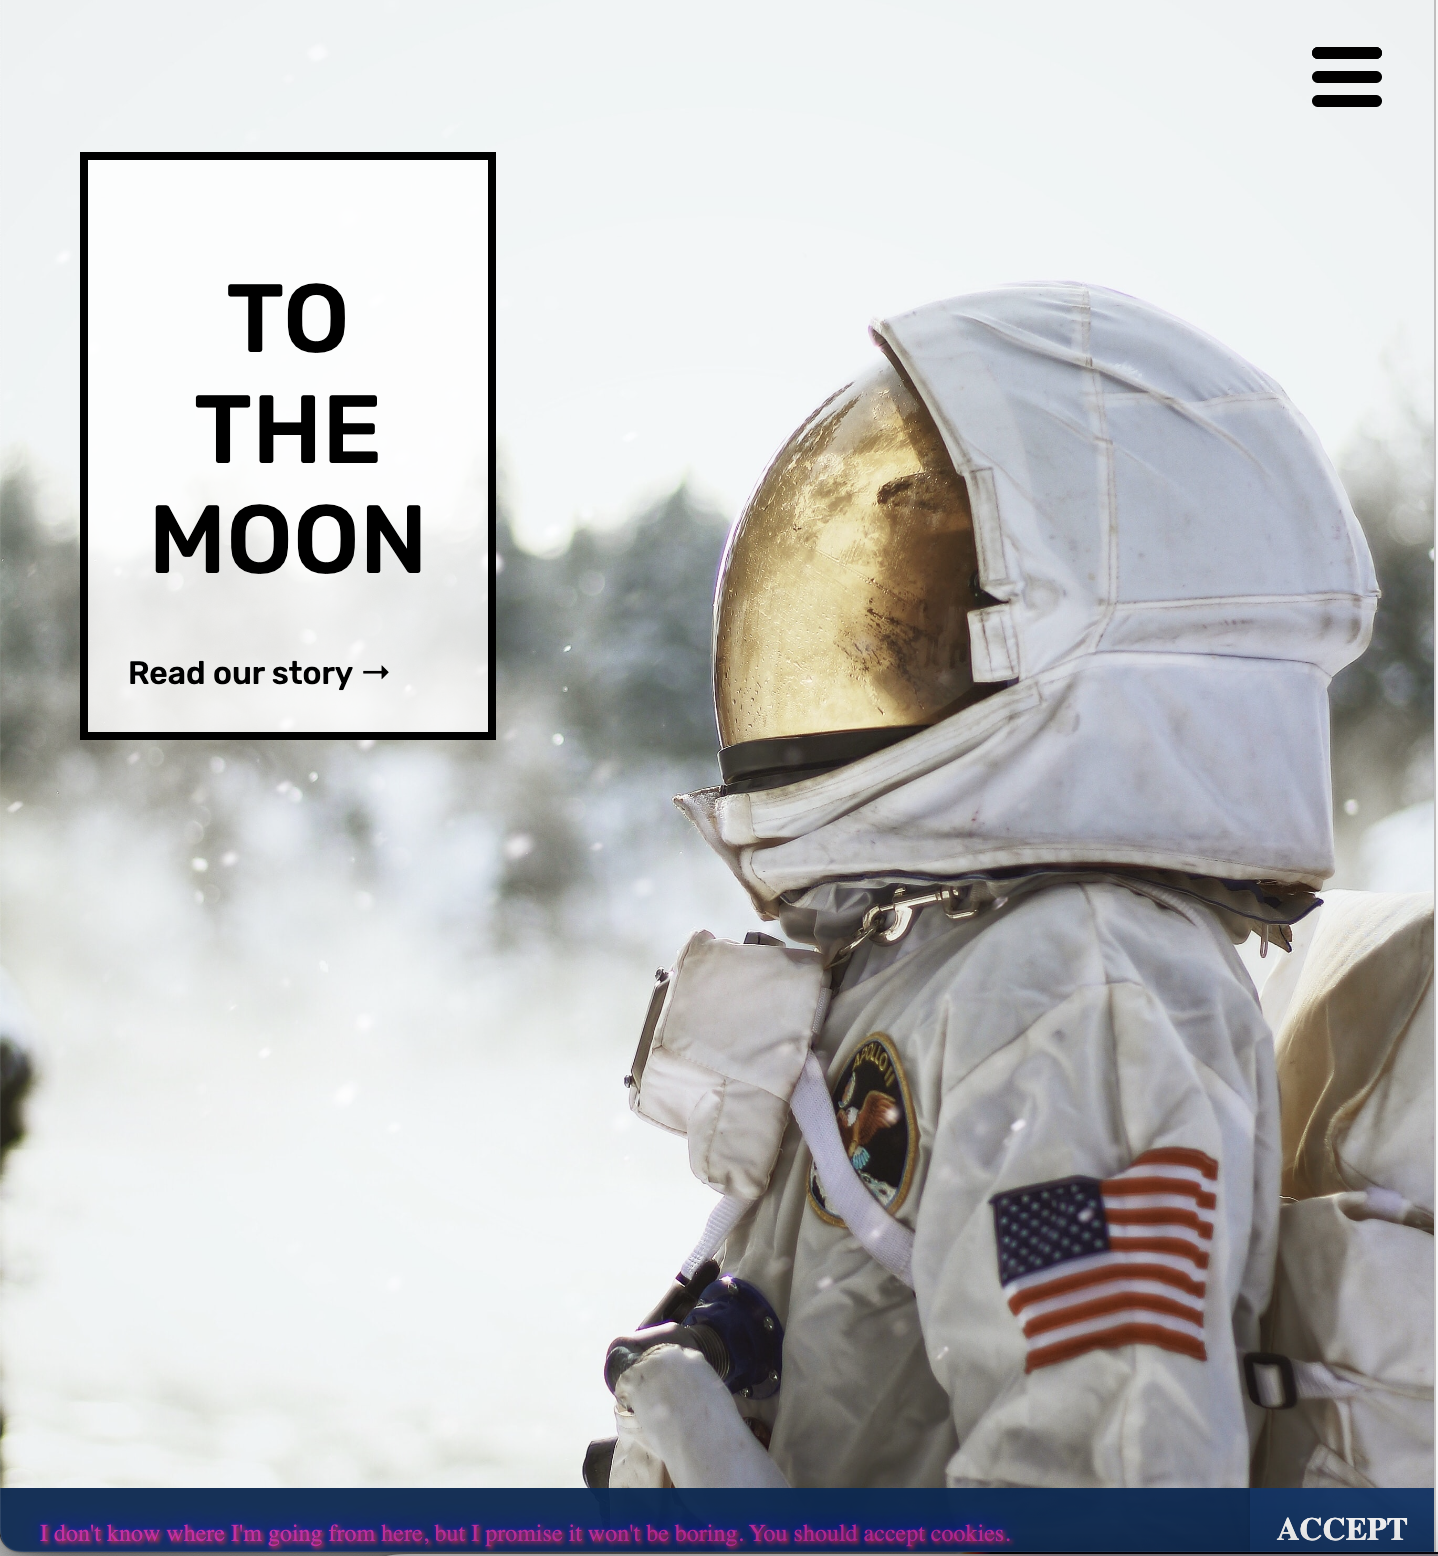 TO
THE
MOON
Read our story →
APOLLO 11
I don't know where I'm going from here, but I promise it won't be boring. You should accept cookies.
ACCEPT